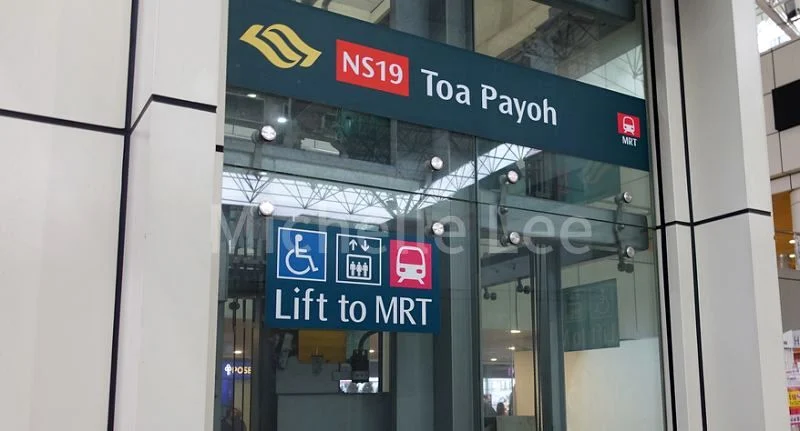 NS19 Toa Payoh
MRT
Michelle Lee
Lift to MRT